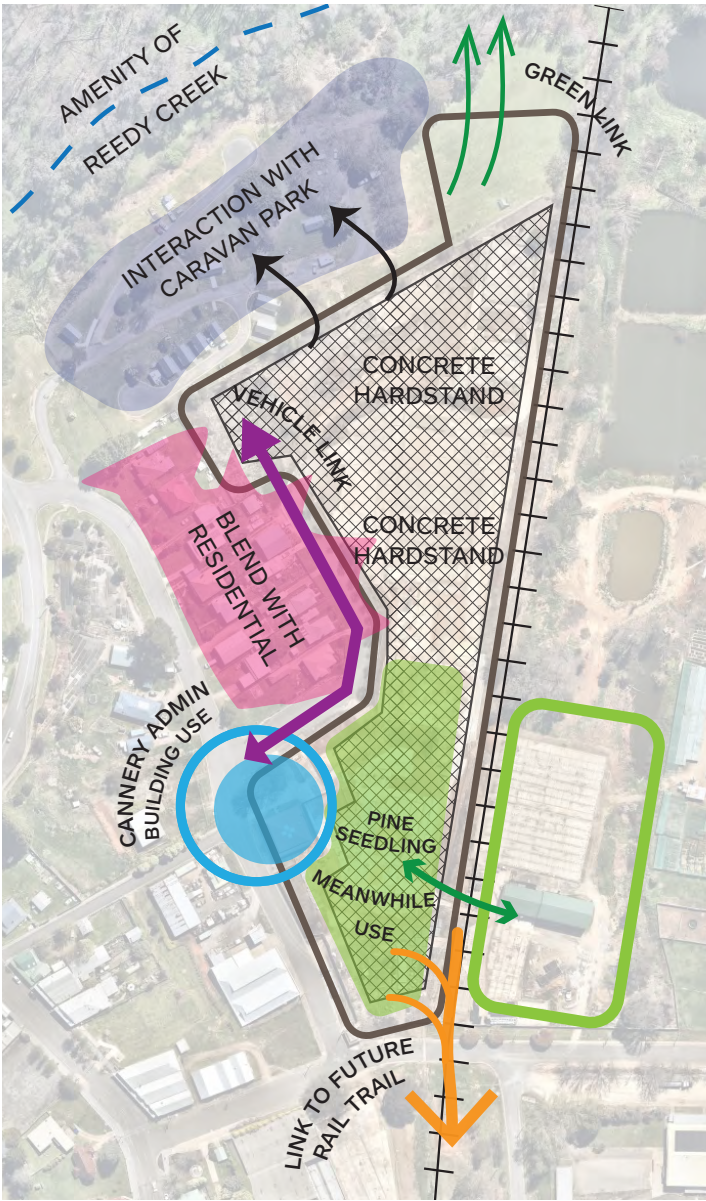 AMENITY OF
REEDY CREEK
GREEN LINK
INTERACTION WITH
CARAVAN PARK
CONCRETE
HARDSTAND
VEHICLE LINK
CONCRETE
HARDSTAND
BLEND WITH
RESIDENTIAL
CANNERY ADMIN
BUILDING USE
PINE
SEEDLING
MEANWHILE
USE
LINK TO FUTURE
RAIL TRAIL